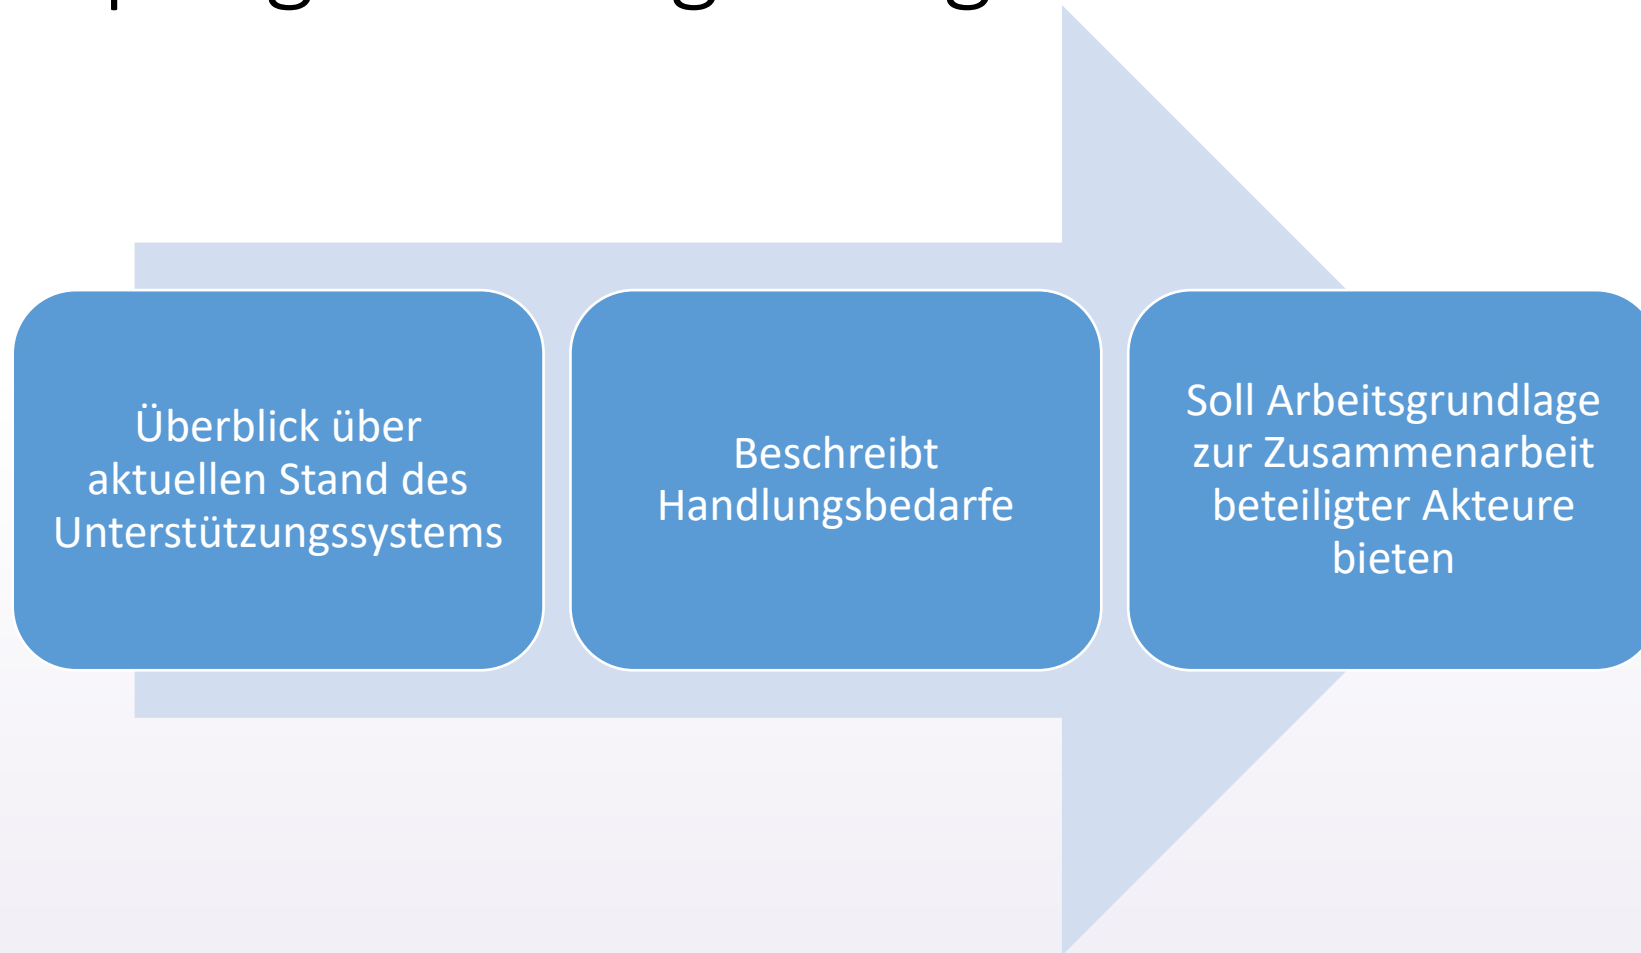 Überblick über
aktuellen Stand des
Unterstützungssystems
Beschreibt
Handlungsbedarfe
Soll Arbeitsgrundlage
zur Zusammenarbeit
beteiligter Akteure
bieten